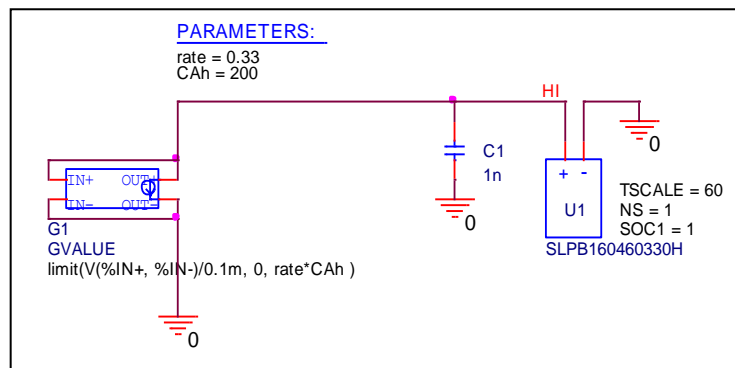 PARAMETERS:
rate = 0.33
CAh = 200
HI
IN+ OUT+
IN- OUT-
G1
GVALUE
limit(V(%IN+, %IN-)/0.1m, 0, rate*CAh )
0
C1
1n
0
+ -
U1
0
TSCALE = 60
NS = 1
SOC1 = 1
SLPB160460330H